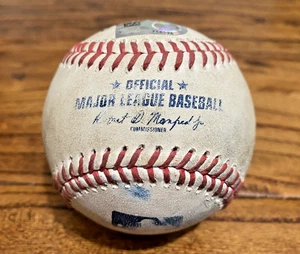 OFFICIAL
MAJOR LEAGUE BASEBALL
Robert D. Manfred Jr.
COMMISSIONER